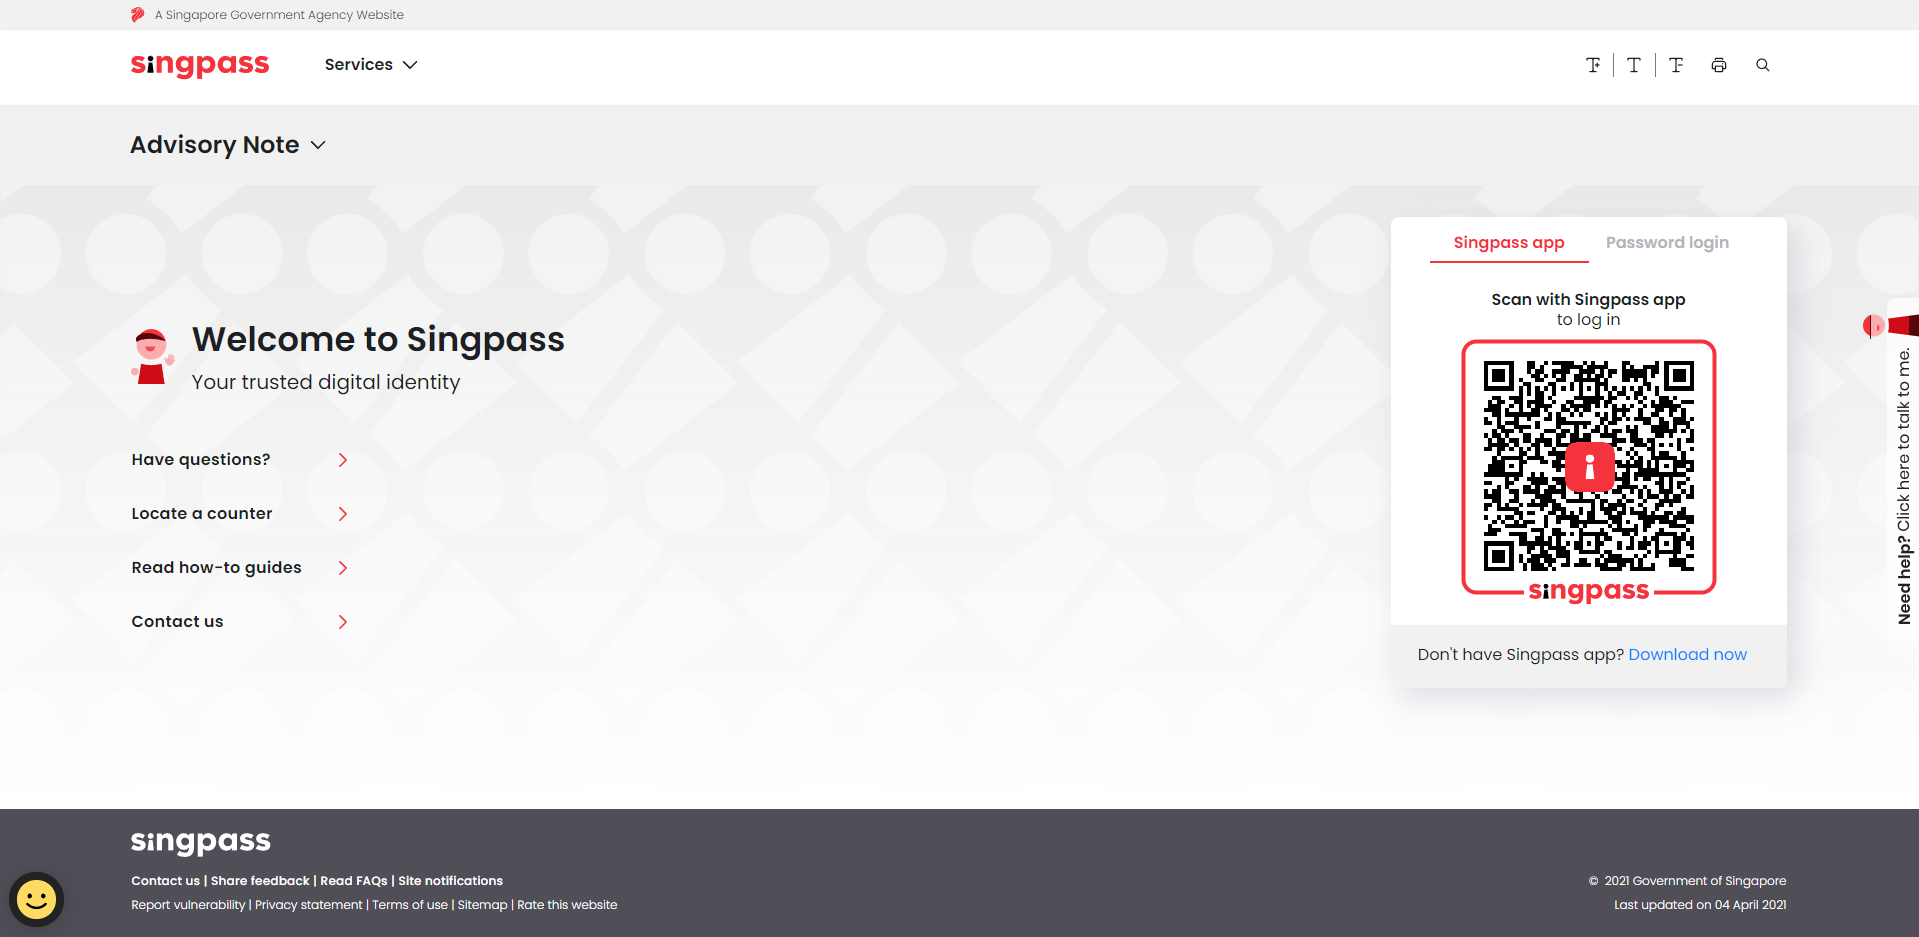 A Singapore Government Agency Website
singpass
Services
T+ T T-
Advisory Note
Singpass app
Password login
Scan with Singpass app
to log in
singpass
Don't have Singpass app? Download now
Welcome to Singpass
Your trusted digital identity
Have questions?
Locate a counter
Read how-to guides
Contact us
Need help? Click here to talk to me.
singpass
Contact us | Share feedback | Read FAQs | Site notifications
Report vulnerability | Privacy statement | Terms of use | Sitemap | Rate this website
© 2021 Government of Singapore
Last updated on 04 April 2021